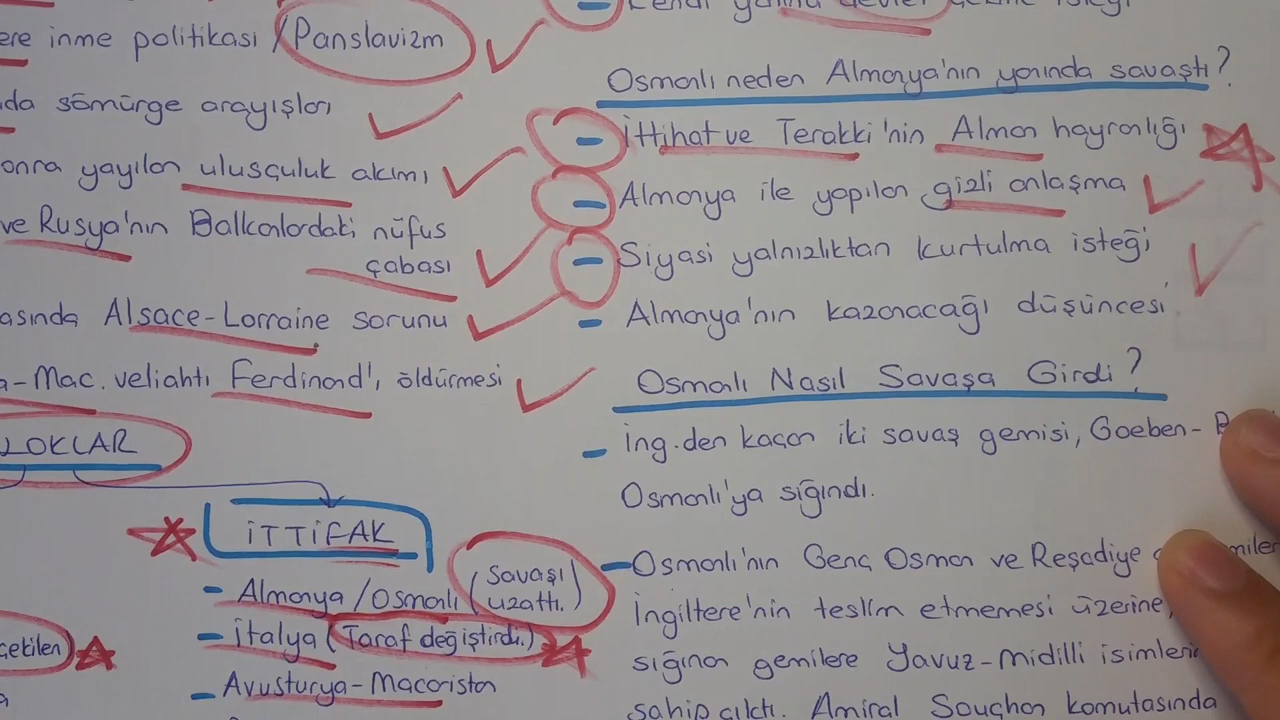 ere inme politikası / Panslavizm
da sömürge arayışları
onra yayılan ulusçuluk akımı
ve Rusya'nın Balkanlardaki nüfus
çabası
asında Alsace-Lorraine sorunu
a-Mac. veliahtı Ferdinand'ı öldürmesi
LOKLAR
İTTİFAK
- Almanya / Osmanlı (Savaşı
uzattı.)
- İtalya (Taraf değiştirdi.)
- Avusturya-Macaristan
çekilen)
Osmanlı neden Almanya'nın yanında savaştı?
- İttihat ve Terakki'nin Alman hayranlığı
- Almanya ile yapılan gizli anlaşma
- Siyasi yalnızlıktan kurtulma isteği
- Almanya'nın kazanacağı düşüncesi
Osmanlı Nasıl Savaşa Girdi?
- ing.den kaçan iki savaş gemisi, Goeben-
Osmanlı'ya sığındı.
- Osmanlı'nın Genç Osman ve Reşadiye
İngiltere'nin teslim etmemesi üzerine,
sığınan gemilere Yavuz-Midilli isimleri
sahip çıktı. Amiral Souchon komutasında